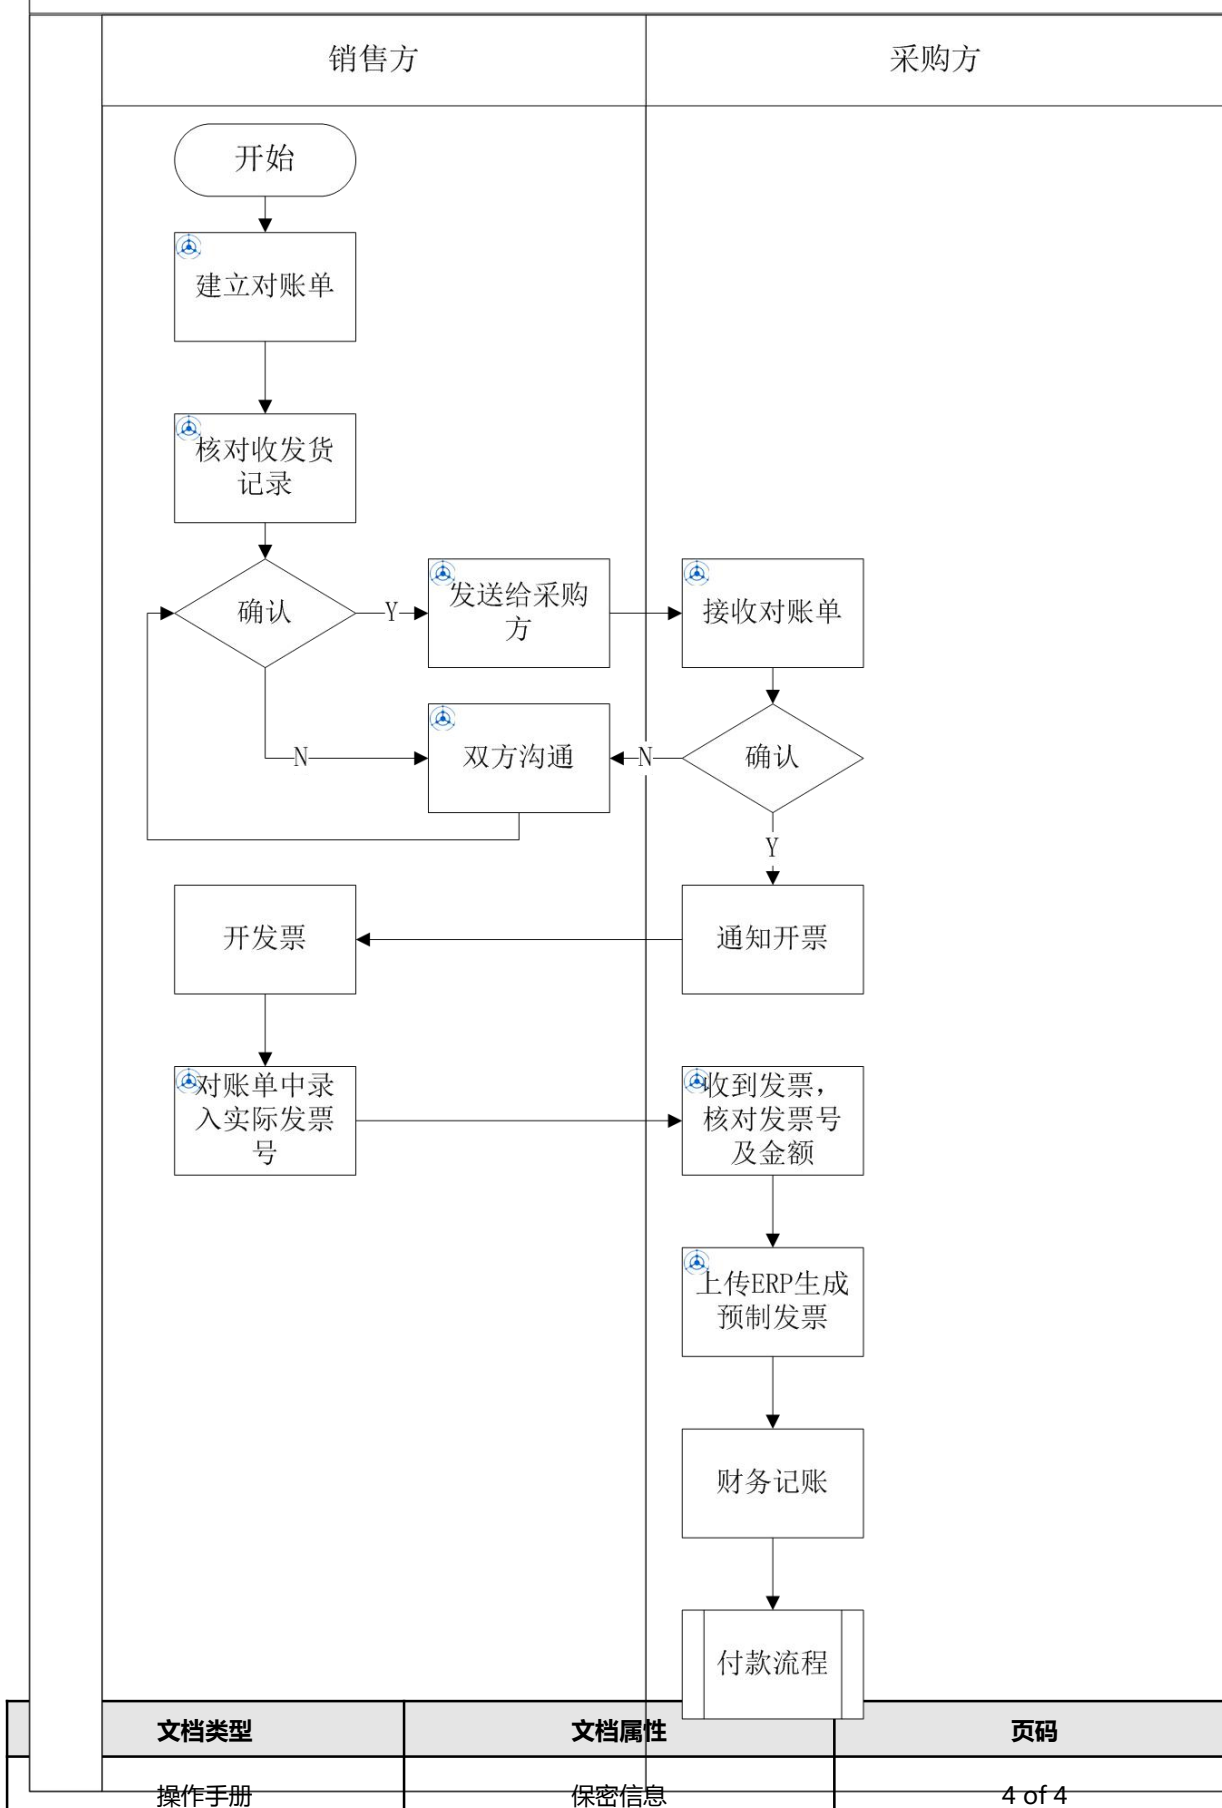 销售方
采购方
开始
建立对账单
核对收发货
记录
确认
Y
发送给采购
方
接收对账单
N
双方沟通
N
确认
Y
开发票
通知开票
对账单中录
入实际发票
号
收到发票，
核对发票号
及金额
上传ERP生成
预制发票
财务记账
付款流程
文档类型
文档属性
页码
操作手册
保密信息
4 of 4